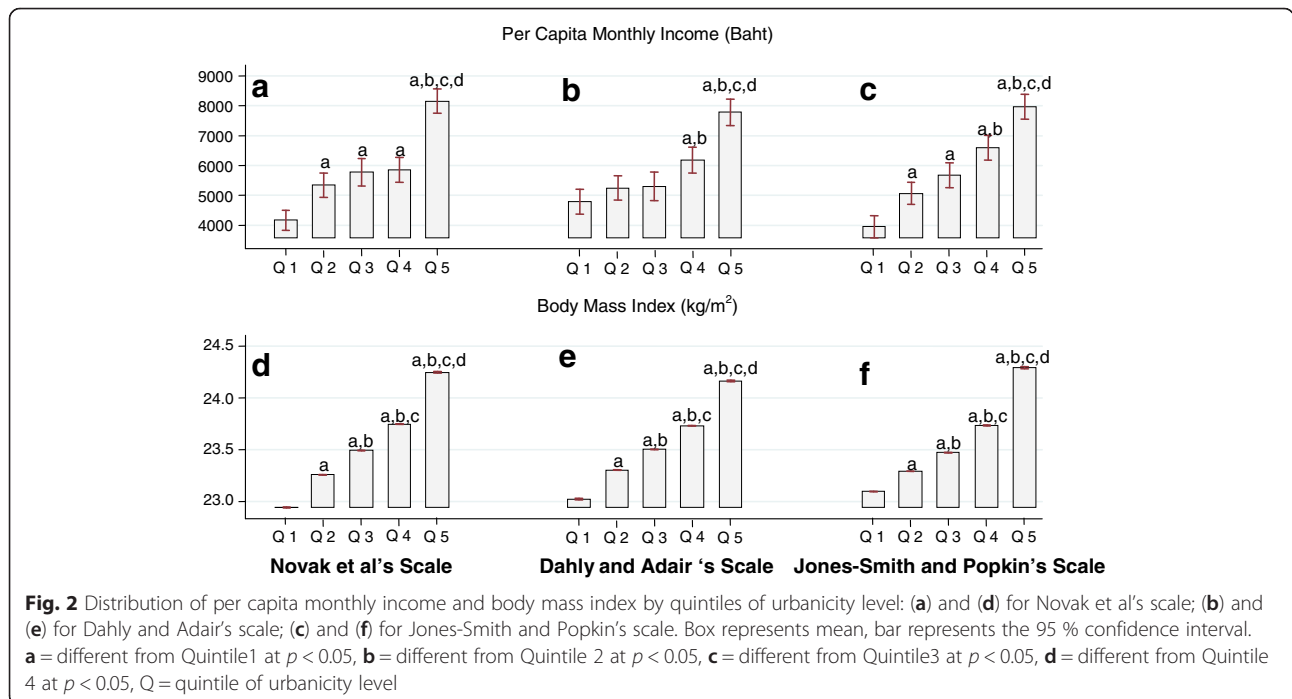 Per Capita Monthly Income (Baht)
a b c
9000
8000
7000
6000
5000
4000
a a a a,b,c,d
a,b a,b,c,d
a a a,b a,b,c,d
Q 1 Q 2 Q 3 Q 4 Q 5 Q 1 Q 2 Q 3 Q 4 Q 5 Q 1 Q 2 Q 3 Q 4 Q 5
Body Mass Index (kg/m²)
d e f
24.5
24.0
23.5
23.0
a a,b a,b,c a,b,c,d
a a,b a,b,c a,b,c,d
a a,b a,b,c a,b,c,d
Q 1 Q 2 Q 3 Q 4 Q 5 Q 1 Q 2 Q 3 Q 4 Q 5 Q 1 Q 2 Q 3 Q 4 Q 5
Novak et al's Scale Dahly and Adair 's Scale Jones-Smith and Popkin's Scale
Fig. 2 Distribution of per capita monthly income and body mass index by quintiles of urbanicity level: (a) and (d) for Novak et al's scale; (b) and
(e) for Dahly and Adair's scale; (c) and (f) for Jones-Smith and Popkin's scale. Box represents mean, bar represents the 95 % confidence interval.
a = different from Quintile1 at p < 0.05, b = different from Quintile 2 at p < 0.05, c = different from Quintile3 at p < 0.05, d = different from Quintile
4 at p < 0.05, Q = quintile of urbanicity level